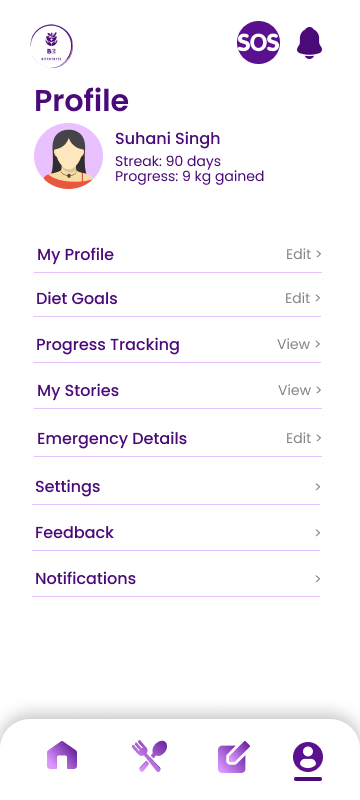 SOS
Profile
Suhani Singh
Streak: 90 days
Progress: 9 kg gained
My Profile Edit >
Diet Goals Edit >
Progress Tracking View >
My Stories View >
Emergency Details Edit >
Settings >
Feedback >
Notifications >